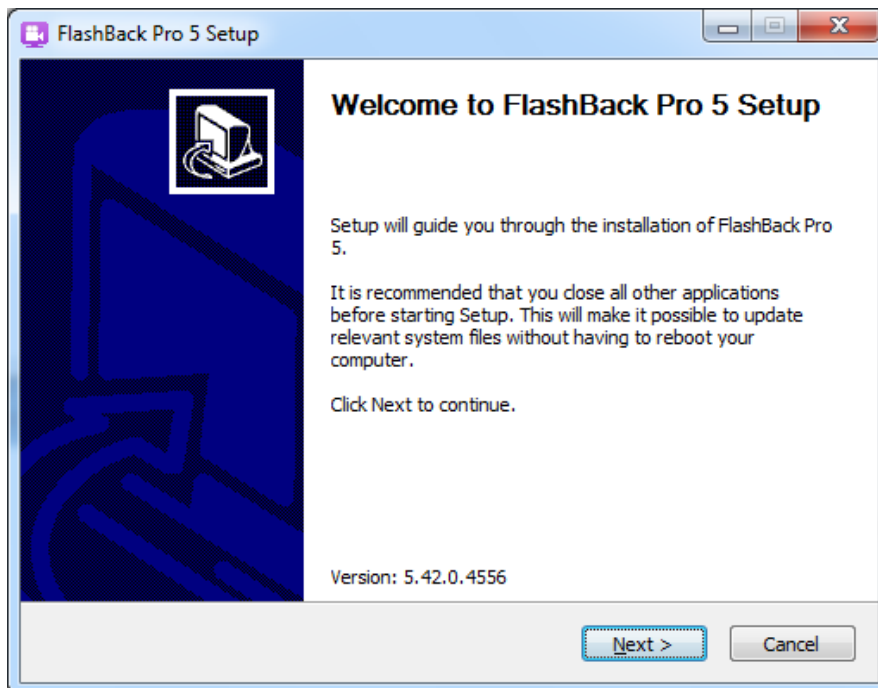 FlashBack Pro 5 Setup
Welcome to FlashBack Pro 5 Setup
Setup will guide you through the installation of FlashBack Pro
5.
It is recommended that you close all other applications
before starting Setup. This will make it possible to update
relevant system files without having to reboot your
computer.
Click Next to continue.
Version: 5.42.0.4556
Next >
Cancel